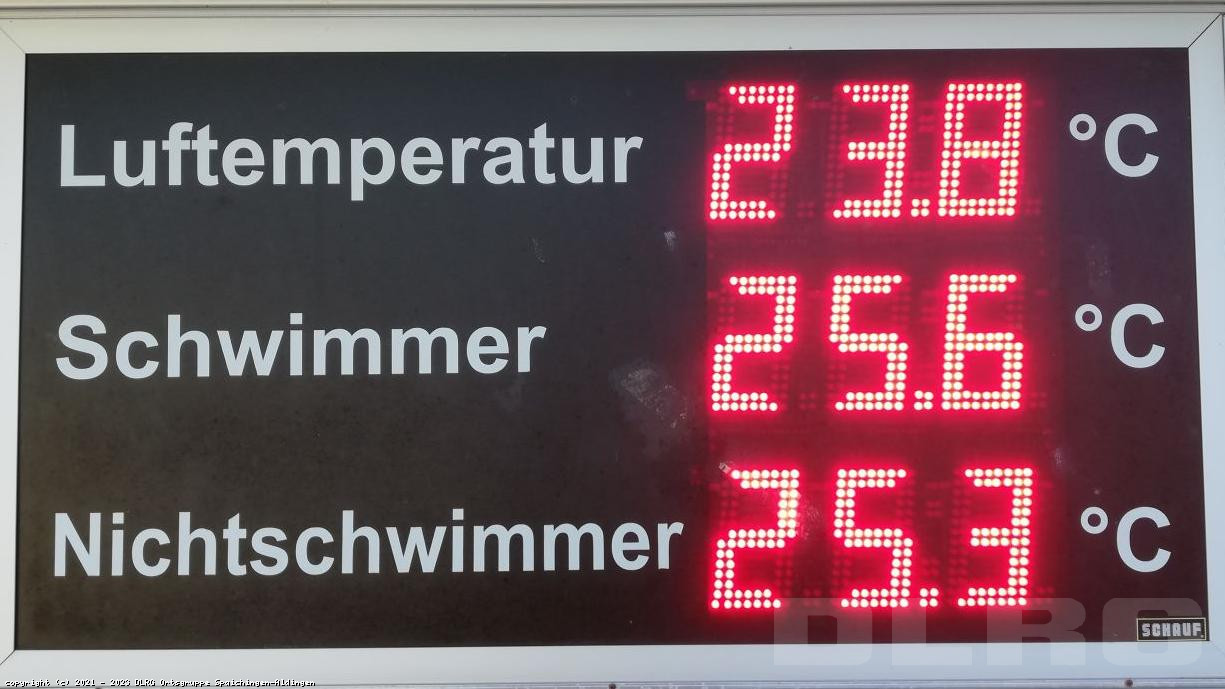 Luftemperatur 23.8 °C
Schwimmer 25.6 °C
Nichtschwimmer 25.3 °C
DLRG
SCHAUF
copyright (c) 2021 - 2023 DLRG Ortsgruppe Spaichingen-Aldingen